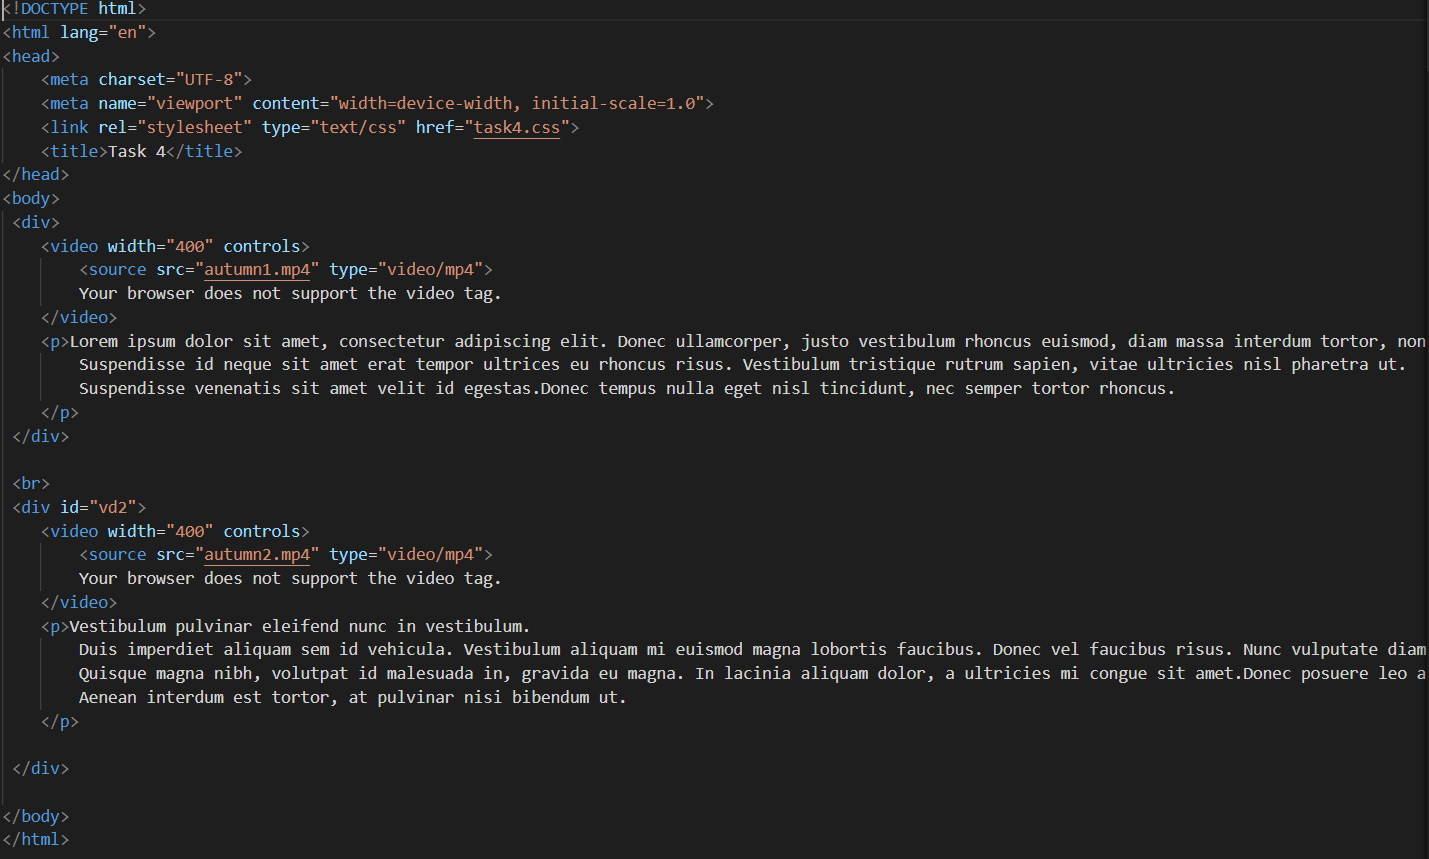 <!DOCTYPE html>
<html lang="en">
<head>
    <meta charset="UTF-8">
    <meta name="viewport" content="width=device-width, initial-scale=1.0">
    <link rel="stylesheet" type="text/css" href="task4.css">
    <title>Task 4</title>
</head>
<body>
 <div>
    <video width="400" controls>
        <source src="autumn1.mp4" type="video/mp4">
        Your browser does not support the video tag.
    </video>
    <p>Lorem ipsum dolor sit amet, consectetur adipiscing elit. Donec ullamcorper, justo vestibulum rhoncus euismod, diam massa interdum tortor, non
        Suspendisse id neque sit amet erat tempor ultrices eu rhoncus risus. Vestibulum tristique rutrum sapien, vitae ultricies nisl pharetra ut.
        Suspendisse venenatis sit amet velit id egestas.Donec tempus nulla eget nisl tincidunt, nec semper tortor rhoncus.
    </p>
 </div>

 <br>
 <div id="vd2">
    <video width="400" controls>
        <source src="autumn2.mp4" type="video/mp4">
        Your browser does not support the video tag.
    </video>
    <p>Vestibulum pulvinar eleifend nunc in vestibulum.
        Duis imperdiet aliquam sem id vehicula. Vestibulum aliquam mi euismod magna lobortis faucibus. Donec vel faucibus risus. Nunc vulputate diam
        Quisque magna nibh, volutpat id malesuada in, gravida eu magna. In lacinia aliquam dolor, a ultricies mi congue sit amet.Donec posuere leo a
        Aenean interdum est tortor, at pulvinar nisi bibendum ut.
    </p>

 </div>

</body>
</html>